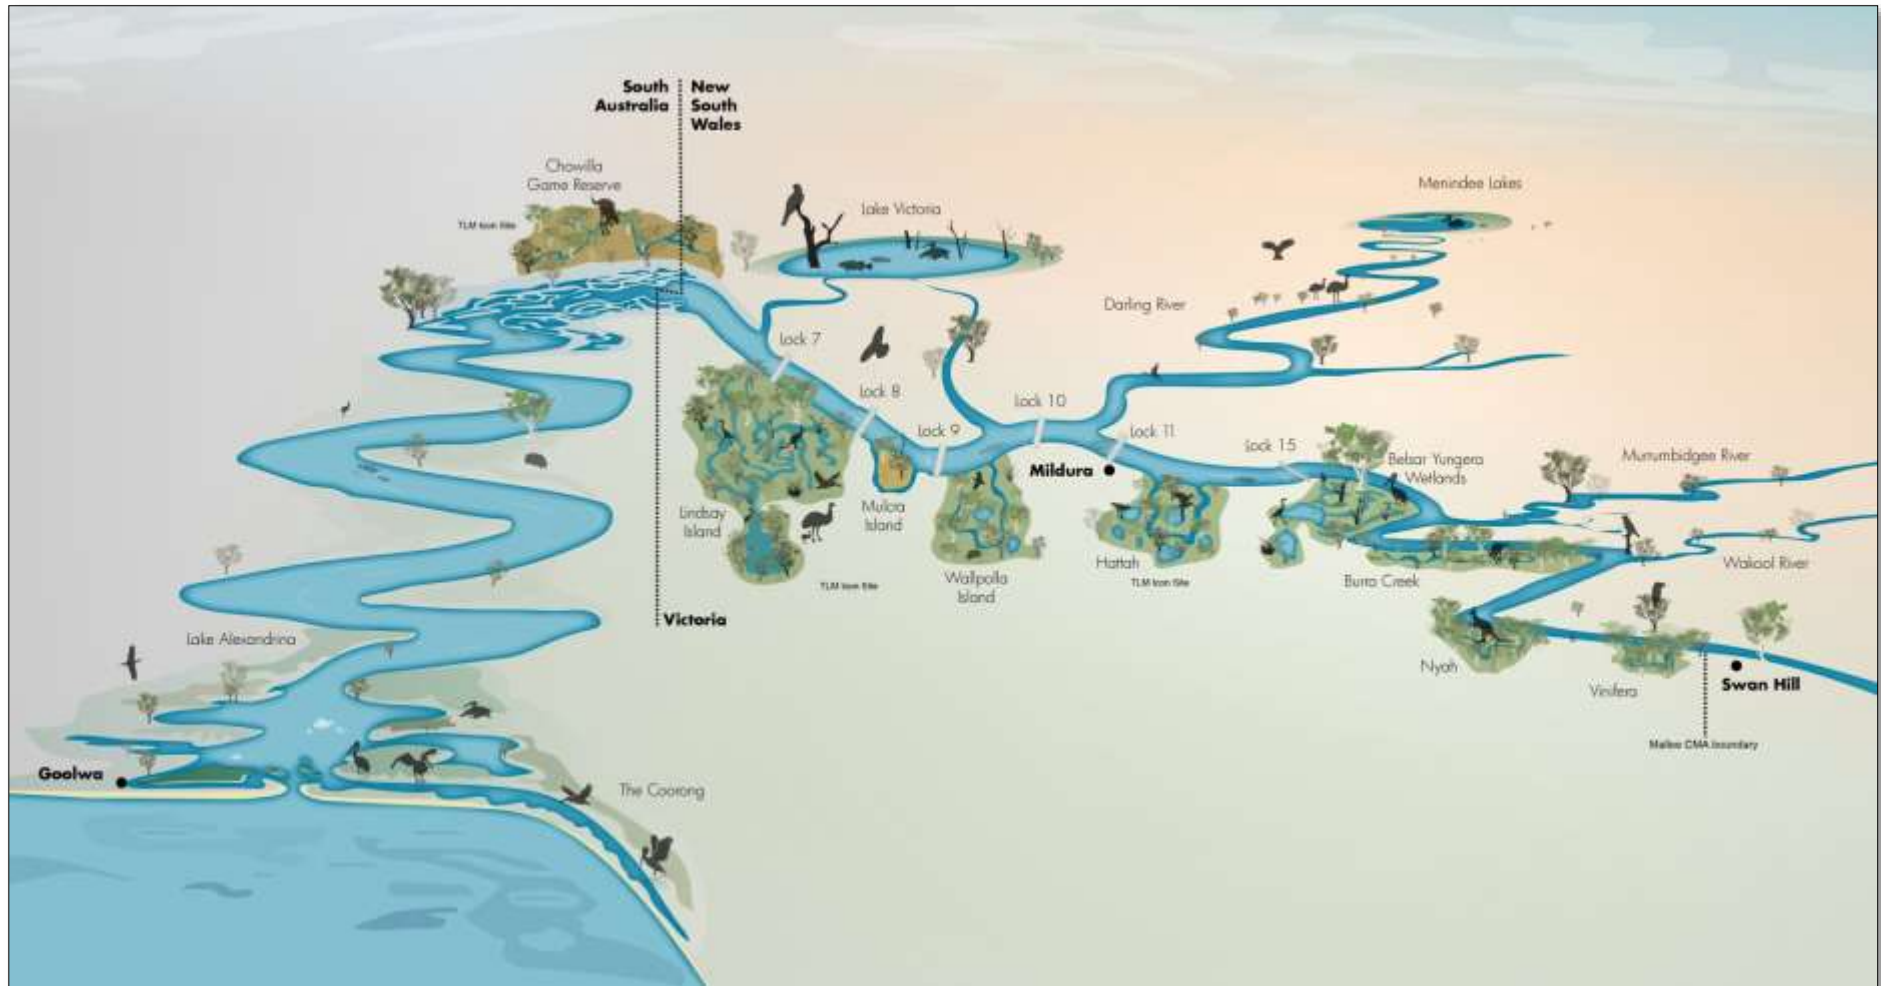 South
Australia
New
South
Wales
Chowilla
Game Reserve
TLM Icon Site
Lake Victoria
Menindee Lakes
Darling River
Lock 7
Lock 8
Lock 9
Lock 10
Lock 11
Lock 15
Mildura
Belsar Yungera
Wetlands
Murrumbidgee River
Lindsay
Island
Mulcra
Island
TLM Icon Site
Wallpolla
Island
Hattah
TLM Icon Site
Burra Creek
Wakool River
Victoria
Lake Alexandrina
Nyah
Vinifera
Swan Hill
Mallee CMA boundary
Goolwa
The Coorong